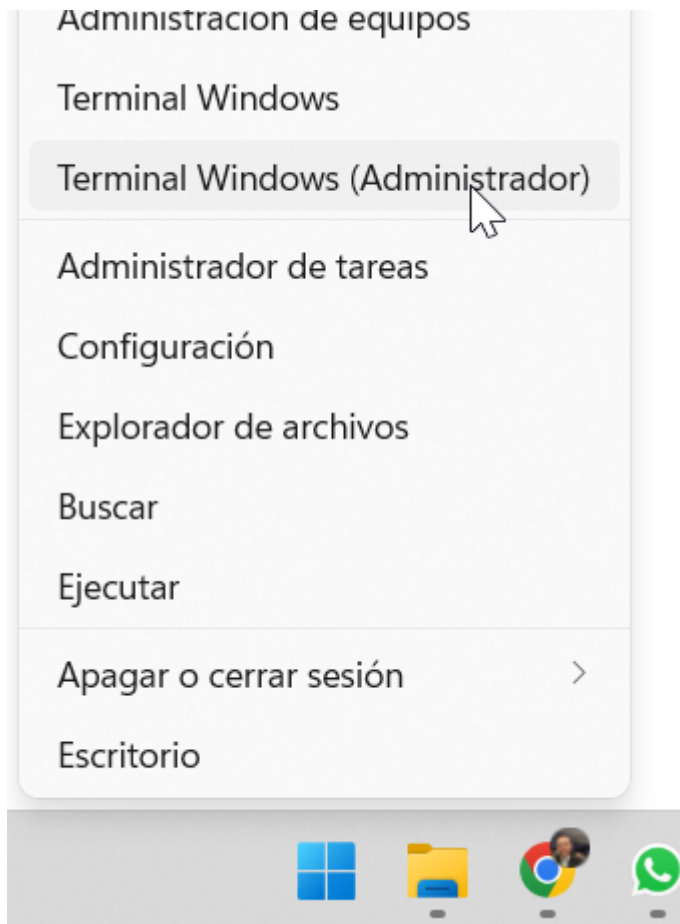 Administración de equipos
Terminal Windows
Terminal Windows (Administrador)
Administrador de tareas
Configuración
Explorador de archivos
Buscar
Ejecutar
Apagar o cerrar sesión
Escritorio